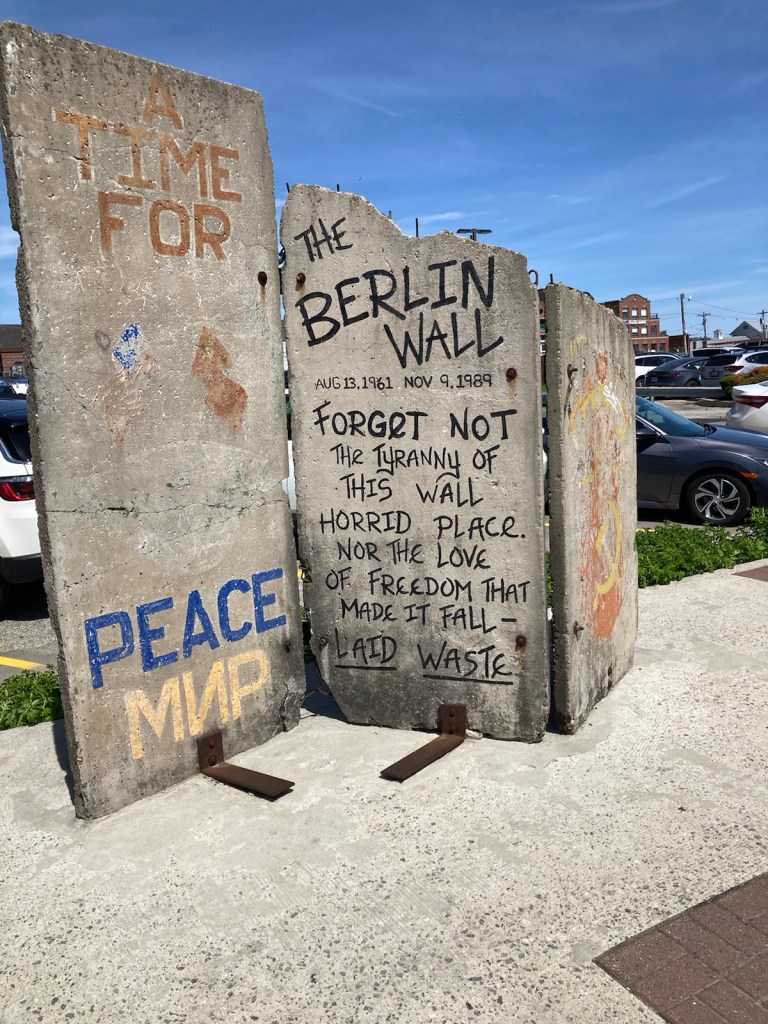 A
TIME
FOR
PEACE
МИР
THE
BERLIN
WALL
AUG 13, 1961 NOV 9, 1989
FORGET NOT
THE TYRANNY OF
THIS WALL
HORRID PLACE.
NOR THE LOVE
OF FREEDOM THAT
MADE IT FALL—
LAID WASTE